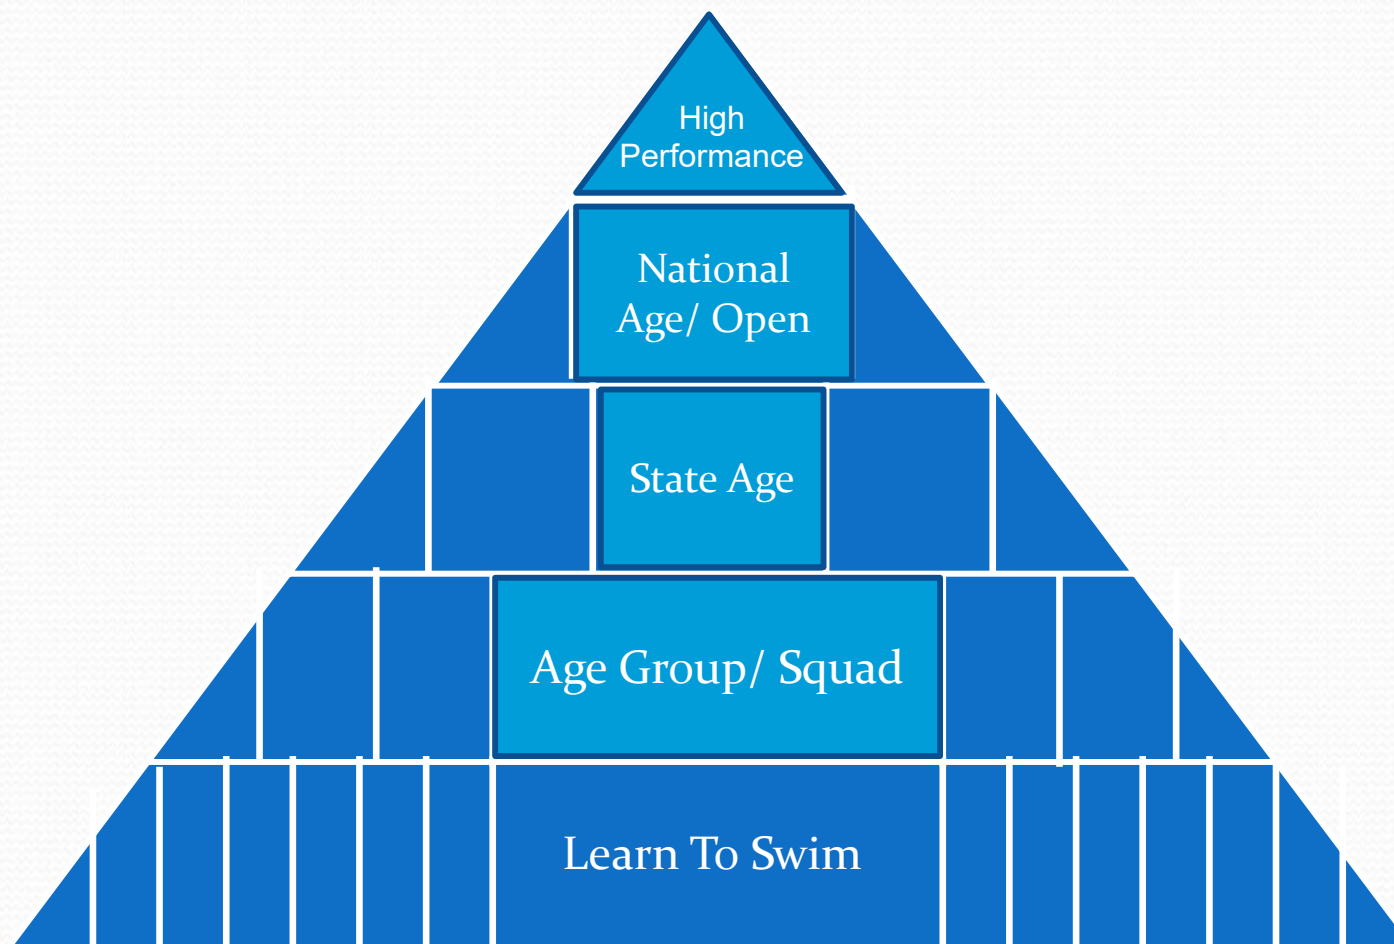 High
Performance
National
Age/ Open
State Age
Age Group/ Squad
Learn To Swim